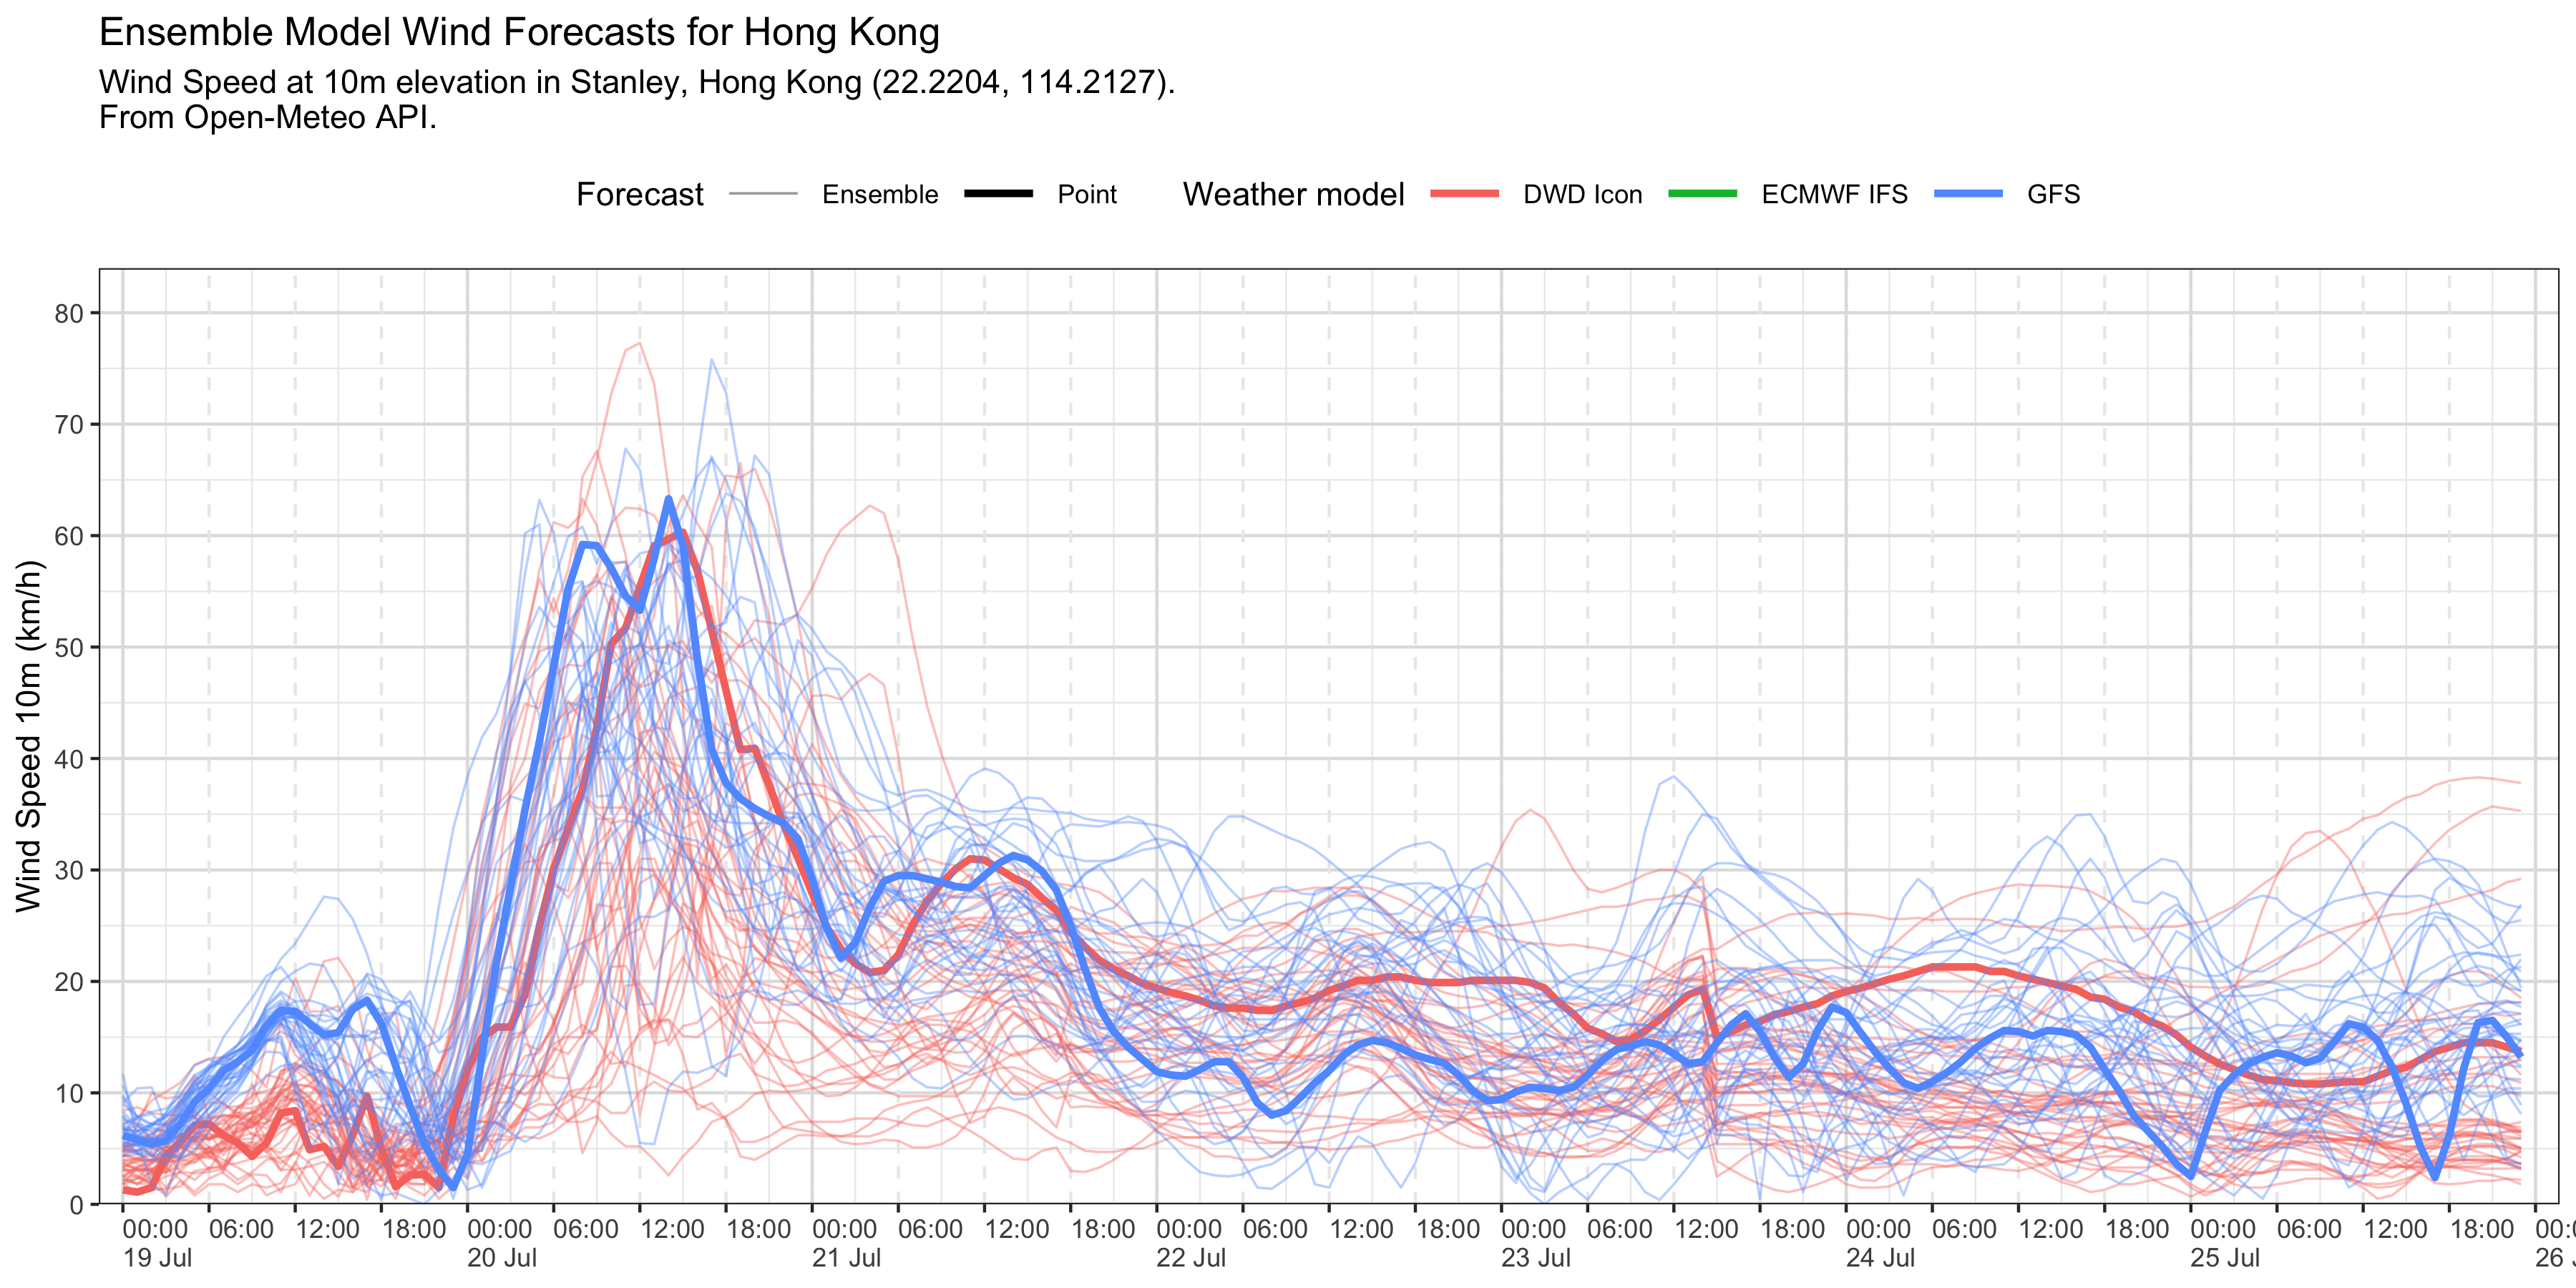 Ensemble Model Wind Forecasts for Hong Kong
Wind Speed at 10m elevation in Stanley, Hong Kong (22.2204, 114.2127).
From Open-Meteo API.
Forecast Ensemble Point Weather model DWD Icon ECMWF IFS GFS
Wind Speed 10m (km/h)
80
70
60
50
40
30
20
10
0
00:00 06:00 12:00 18:00 00:00 06:00 12:00 18:00 00:00 06:00 12:00 18:00 00:00 06:00 12:00 18:00 00:00 06:00 12:00 18:00 00:00 06:00 12:00 18:00 00:00 06:00 12:00 18:00 00:0
19 Jul 20 Jul 21 Jul 22 Jul 23 Jul 24 Jul 25 Jul 26